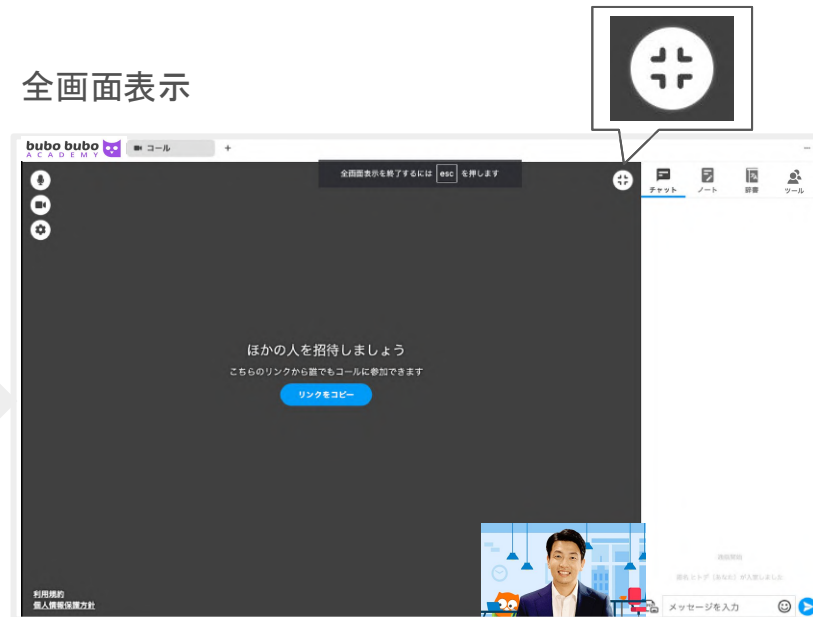 全画面表示
bubo bubo
ACADEMY
コール
+
全画面表示を終了するには esc を押します
チャット
ノート
辞書
ツール
ほかの人を招待しましょう
こちらのリンクから誰でもコールに参加できます
リンクをコピー
利用規約
個人情報保護方針
メッセージを入力